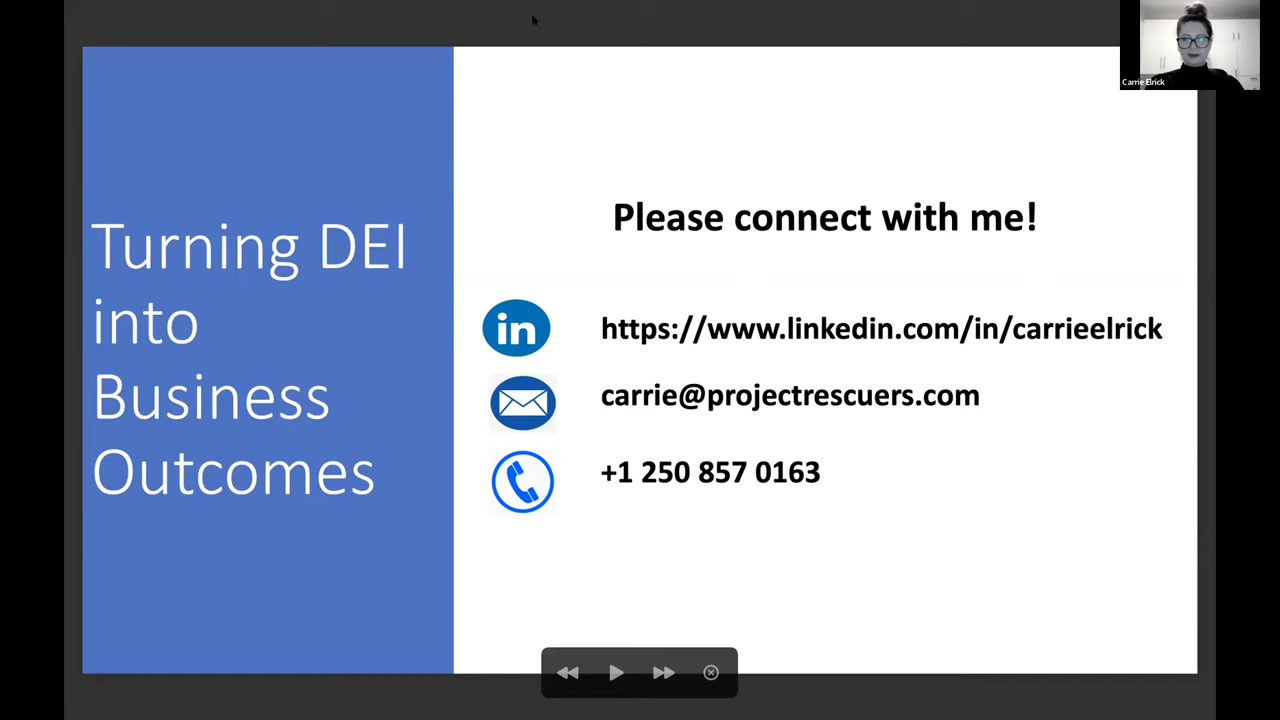 Turning DEI
into
Business
Outcomes
Please connect with me!
in
https://www.linkedin.com/in/carrieelrick
carrie@projectrescuers.com
+1 250 857 0163
Carrie Elrick